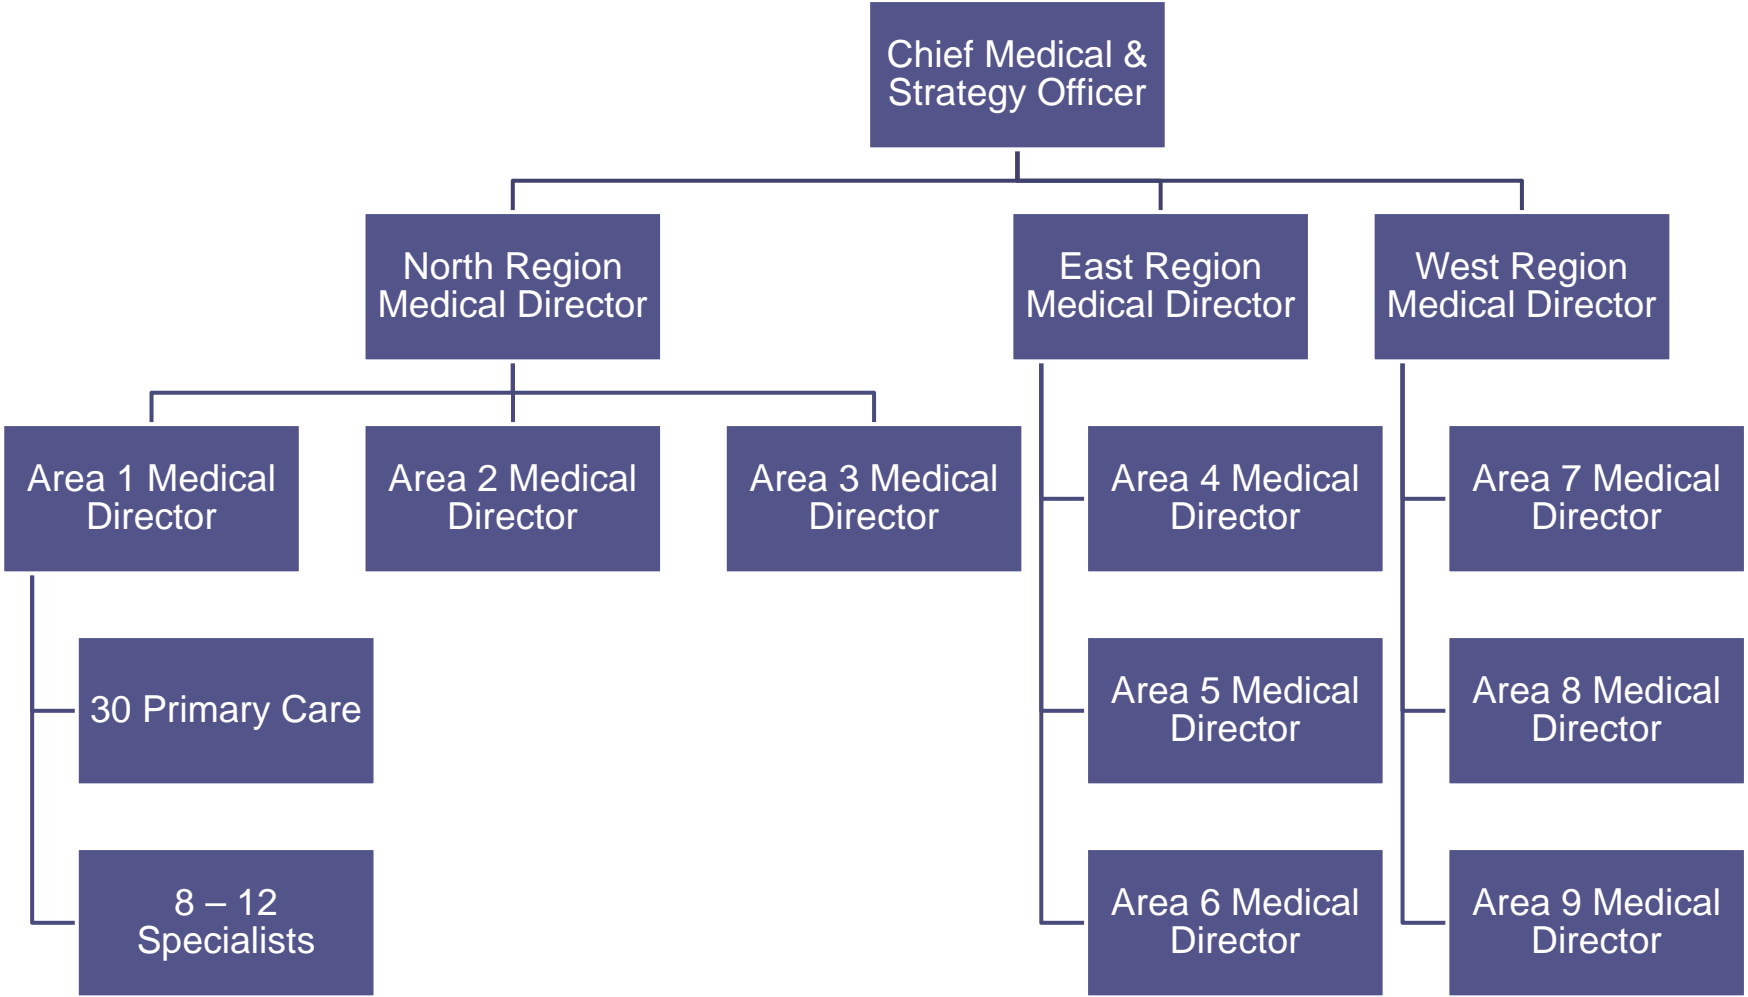 Chief Medical &
Strategy Officer
North Region
Medical Director
East Region
Medical Director
West Region
Medical Director
Area 1 Medical
Director
Area 2 Medical
Director
Area 3 Medical
Director
Area 4 Medical
Director
Area 7 Medical
Director
30 Primary Care
Area 5 Medical
Director
Area 8 Medical
Director
8 – 12
Specialists
Area 6 Medical
Director
Area 9 Medical
Director